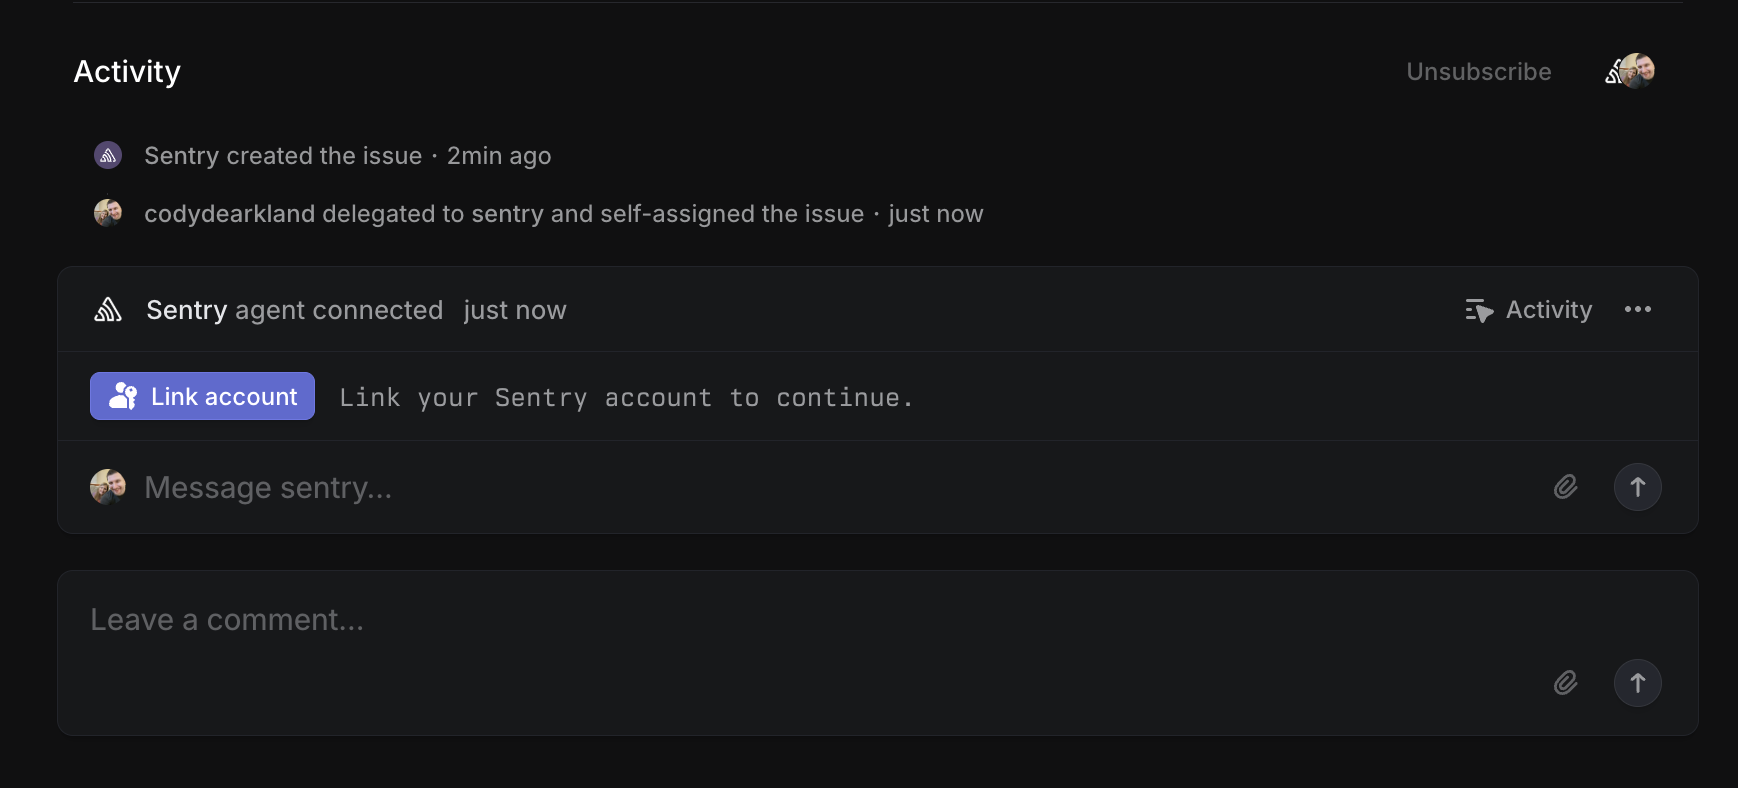 Activity
Unsubscribe
Sentry created the issue · 2min ago
codydearkland delegated to sentry and self-assigned the issue · just now
Sentry agent connected just now
Activity
Link account
Link your Sentry account to continue.
Message sentry...
Leave a comment...